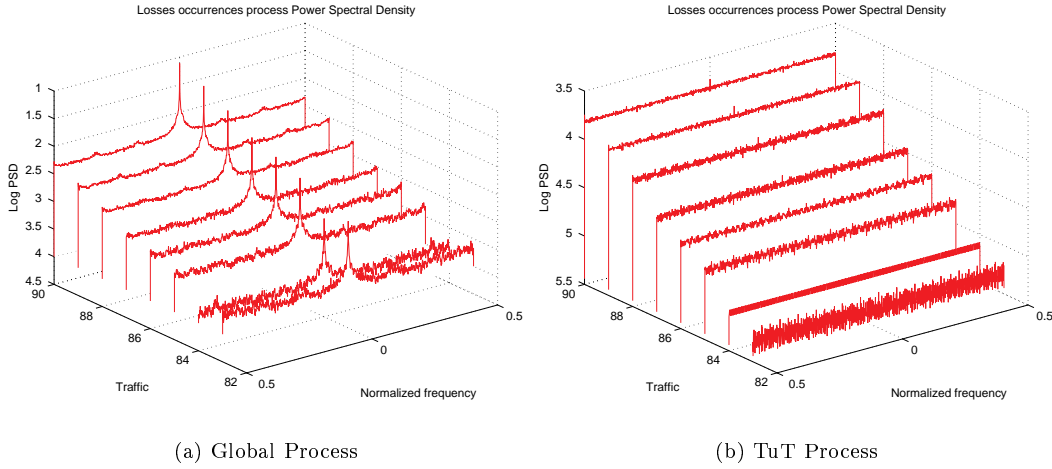 Losses occurrences process Power Spectral Density
1
1.5
2
2.5
3
3.5
4
4.5
Log PSD
90
88
86
84
82
Traffic
0.5
0
0.5
Normalized frequency
(a) Global Process
Losses occurrences process Power Spectral Density
3.5
4
4.5
5
5.5
Log PSD
90
88
86
84
82
Traffic
0.5
0
0.5
Normalized frequency
(b) TuT Process